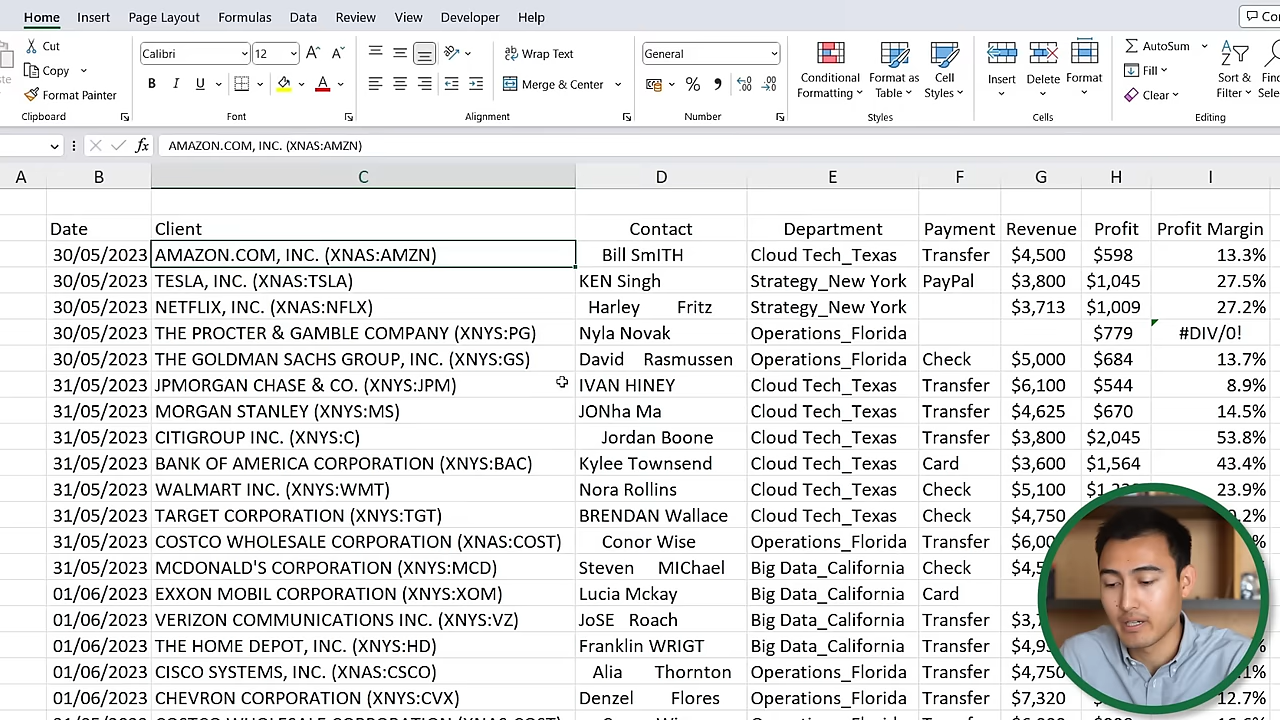 Home Insert Page Layout Formulas Data Review View Developer Help
Cut Calibri 12 Wrap Text General AutoSum
Copy Conditional Formatting Format as Table Cell Styles Insert Delete Format Fill Sort & Filter
Format Painter B I U Merge & Center Clear
Clipboard Font Alignment Number Styles Cells Editing
fx AMAZON.COM, INC. (XNAS:AMZN)
A B C D E F G H I
Date Client Contact Department Payment Revenue Profit Profit Margin
30/05/2023 AMAZON.COM, INC. (XNAS:AMZN) Bill SmITH Cloud Tech_Texas Transfer $4,500 $598 13.3%
30/05/2023 TESLA, INC. (XNAS:TSLA) KEN Singh Strategy_New York PayPal $3,800 $1,045 27.5%
30/05/2023 NETFLIX, INC. (XNAS:NFLX) Harley Fritz Strategy_New York $3,713 $1,009 27.2%
30/05/2023 THE PROCTER & GAMBLE COMPANY (XNYS:PG) Nyla Novak Operations_Florida $779 #DIV/0!
30/05/2023 THE GOLDMAN SACHS GROUP, INC. (XNYS:GS) David Rasmussen Operations_Florida Check $5,000 $684 13.7%
31/05/2023 JPMORGAN CHASE & CO. (XNYS:JPM) IVAN HINEY Cloud Tech_Texas Transfer $6,100 $544 8.9%
31/05/2023 MORGAN STANLEY (XNYS:MS) JONha Ma Cloud Tech_Texas Transfer $4,625 $670 14.5%
31/05/2023 CITIGROUP INC. (XNYS:C) Jordan Boone Cloud Tech_Texas Transfer $3,800 $2,045 53.8%
31/05/2023 BANK OF AMERICA CORPORATION (XNYS:BAC) Kylee Townsend Cloud Tech_Texas Card $3,600 $1,564 43.4%
31/05/2023 WALMART INC. (XNYS:WMT) Nora Rollins Cloud Tech_Texas Check $5,100 23.9%
31/05/2023 TARGET CORPORATION (XNYS:TGT) BRENDAN Wallace Cloud Tech_Texas Check $4,750
31/05/2023 COSTCO WHOLESALE CORPORATION (XNAS:COST) Conor Wise Operations_Florida Transfer
31/05/2023 MCDONALD'S CORPORATION (XNYS:MCD) Steven MIChael Big Data_California Check
01/06/2023 EXXON MOBIL CORPORATION (XNYS:XOM) Lucia Mckay Big Data_California Card
01/06/2023 VERIZON COMMUNICATIONS INC. (XNYS:VZ) JoSE Roach Big Data_California Transfer
01/06/2023 THE HOME DEPOT, INC. (XNYS:HD) Franklin WRIGT Big Data_California Transfer
01/06/2023 CISCO SYSTEMS, INC. (XNAS:CSCO) Alia Thornton Operations_Florida Transfer $4,750
01/06/2023 CHEVRON CORPORATION (XNYS:CVX) Denzel Flores Operations_Florida Transfer $7,320 12.7%